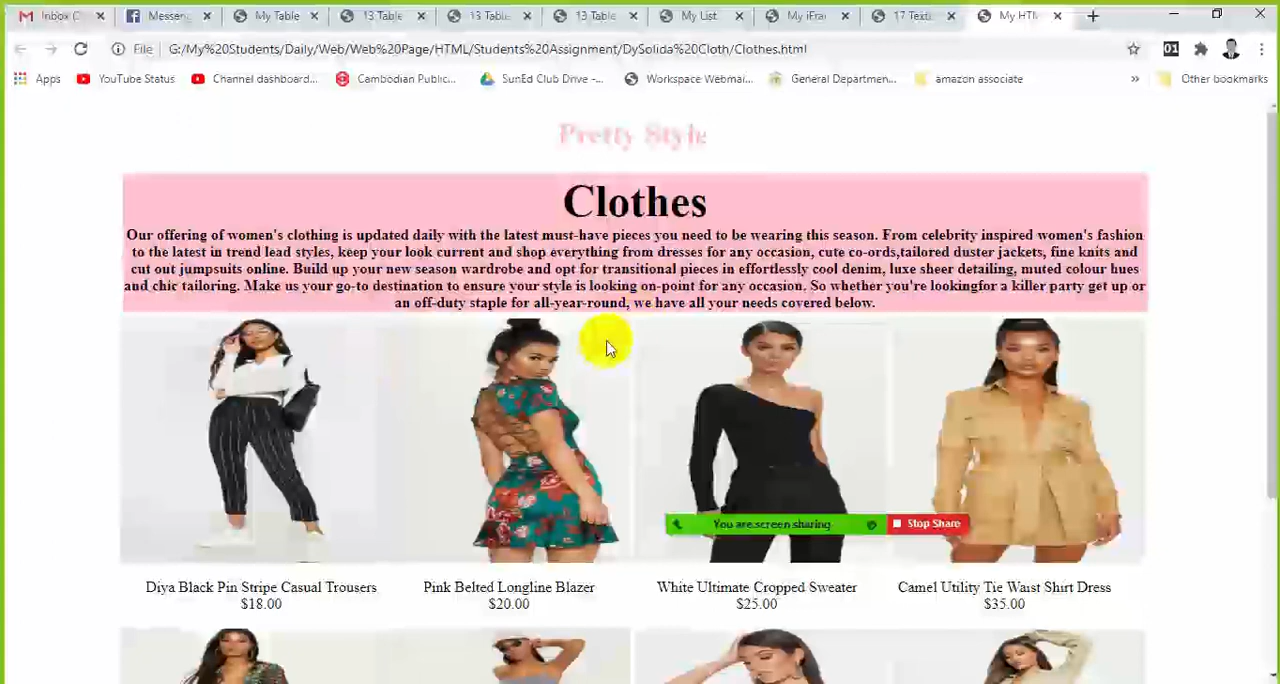 Inbox (
Messeng
My Table
13 Table
13 Table
13 Table
My List
My iFra
17 Texti
My HTM
File
G:/My%20Students/Daily/Web/Web%20Page/HTML/Students%20Assignment/DySolida%20Cloth/Clothes.html
01
Apps
YouTube Status
Channel dashboard...
Cambodian Public...
SunEd Club Drive -...
Workspace Webmai...
General Departmen...
amazon associate
»
Other bookmarks
Pretty Style
Clothes
Our offering of women's clothing is updated daily with the latest must-have pieces you need to be wearing this season. From celebrity inspired women's fashion
to the latest in trend lead styles, keep your look current and shop everything from dresses for any occasion, cute co-ords,tailored duster jackets, fine knits and
cut out jumpsuits online. Build up your new season wardrobe and opt for transitional pieces in effortlessly cool denim, luxe sheer detailing, muted colour hues
and chic tailoring. Make us your go-to destination to ensure your style is looking on-point for any occasion. So whether you're lookingfor a killer party get up or
an off-duty staple for all-year-round, we have all your needs covered below.
You are screen sharing
Stop Share
Diya Black Pin Stripe Casual Trousers
$18.00
Pink Belted Longline Blazer
$20.00
White Ultimate Cropped Sweater
$25.00
Camel Utility Tie Waist Shirt Dress
$35.00